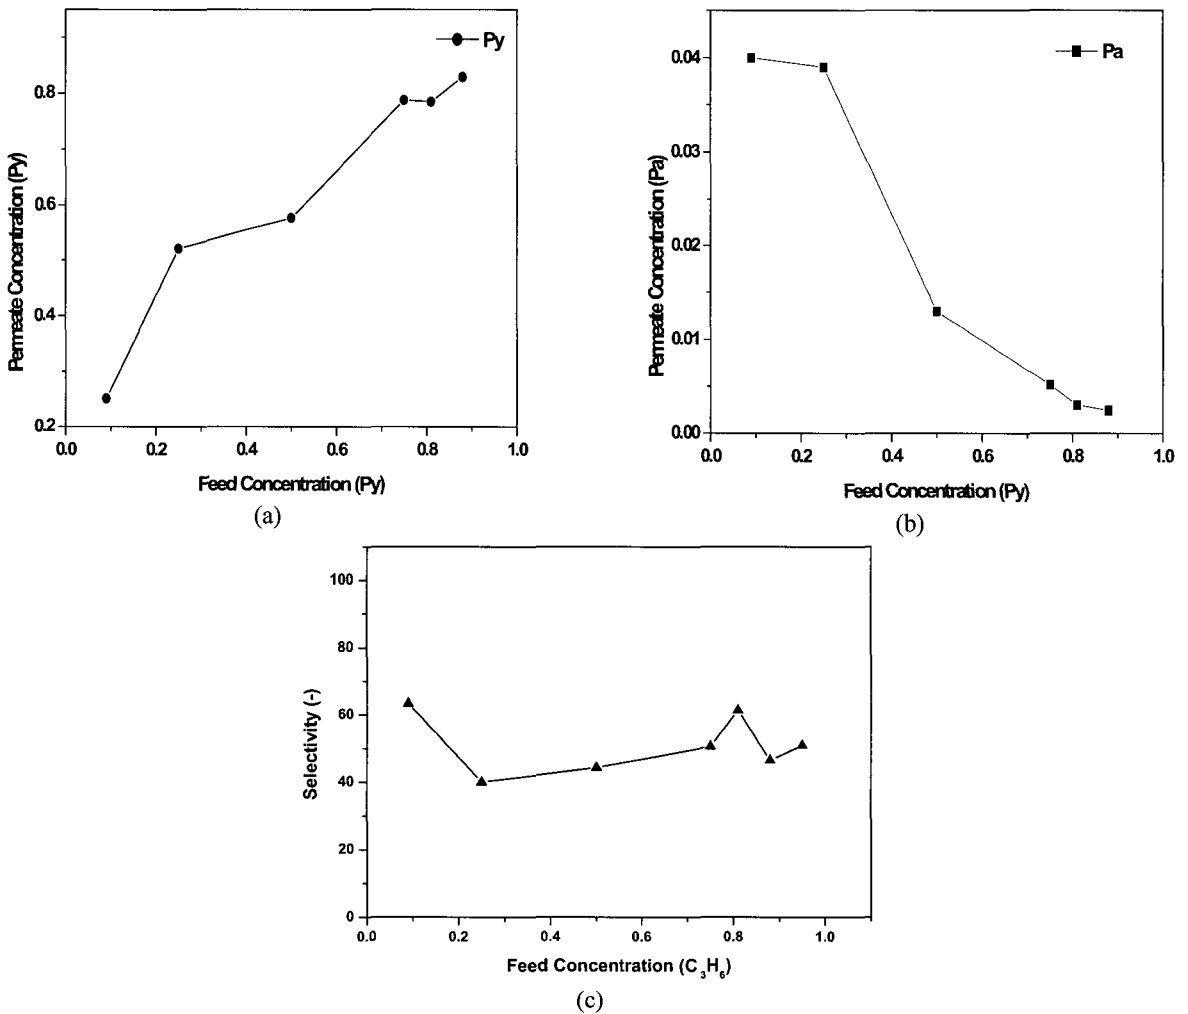 Py
0.8
0.6
0.4
0.2
0.0 0.2 0.4 0.6 0.8 1.0
Permeate Concentration (Py)
Feed Concentration (Py)
(a)
Pa
0.04
0.03
0.02
0.01
0.00
0.0 0.2 0.4 0.6 0.8 1.0
Permeate Concentration (Pa)
Feed Concentration (Py)
(b)
100
80
60
40
20
0
0.0 0.2 0.4 0.6 0.8 1.0
Selectivity (-)
Feed Concentration (C₃H₆)
(c)